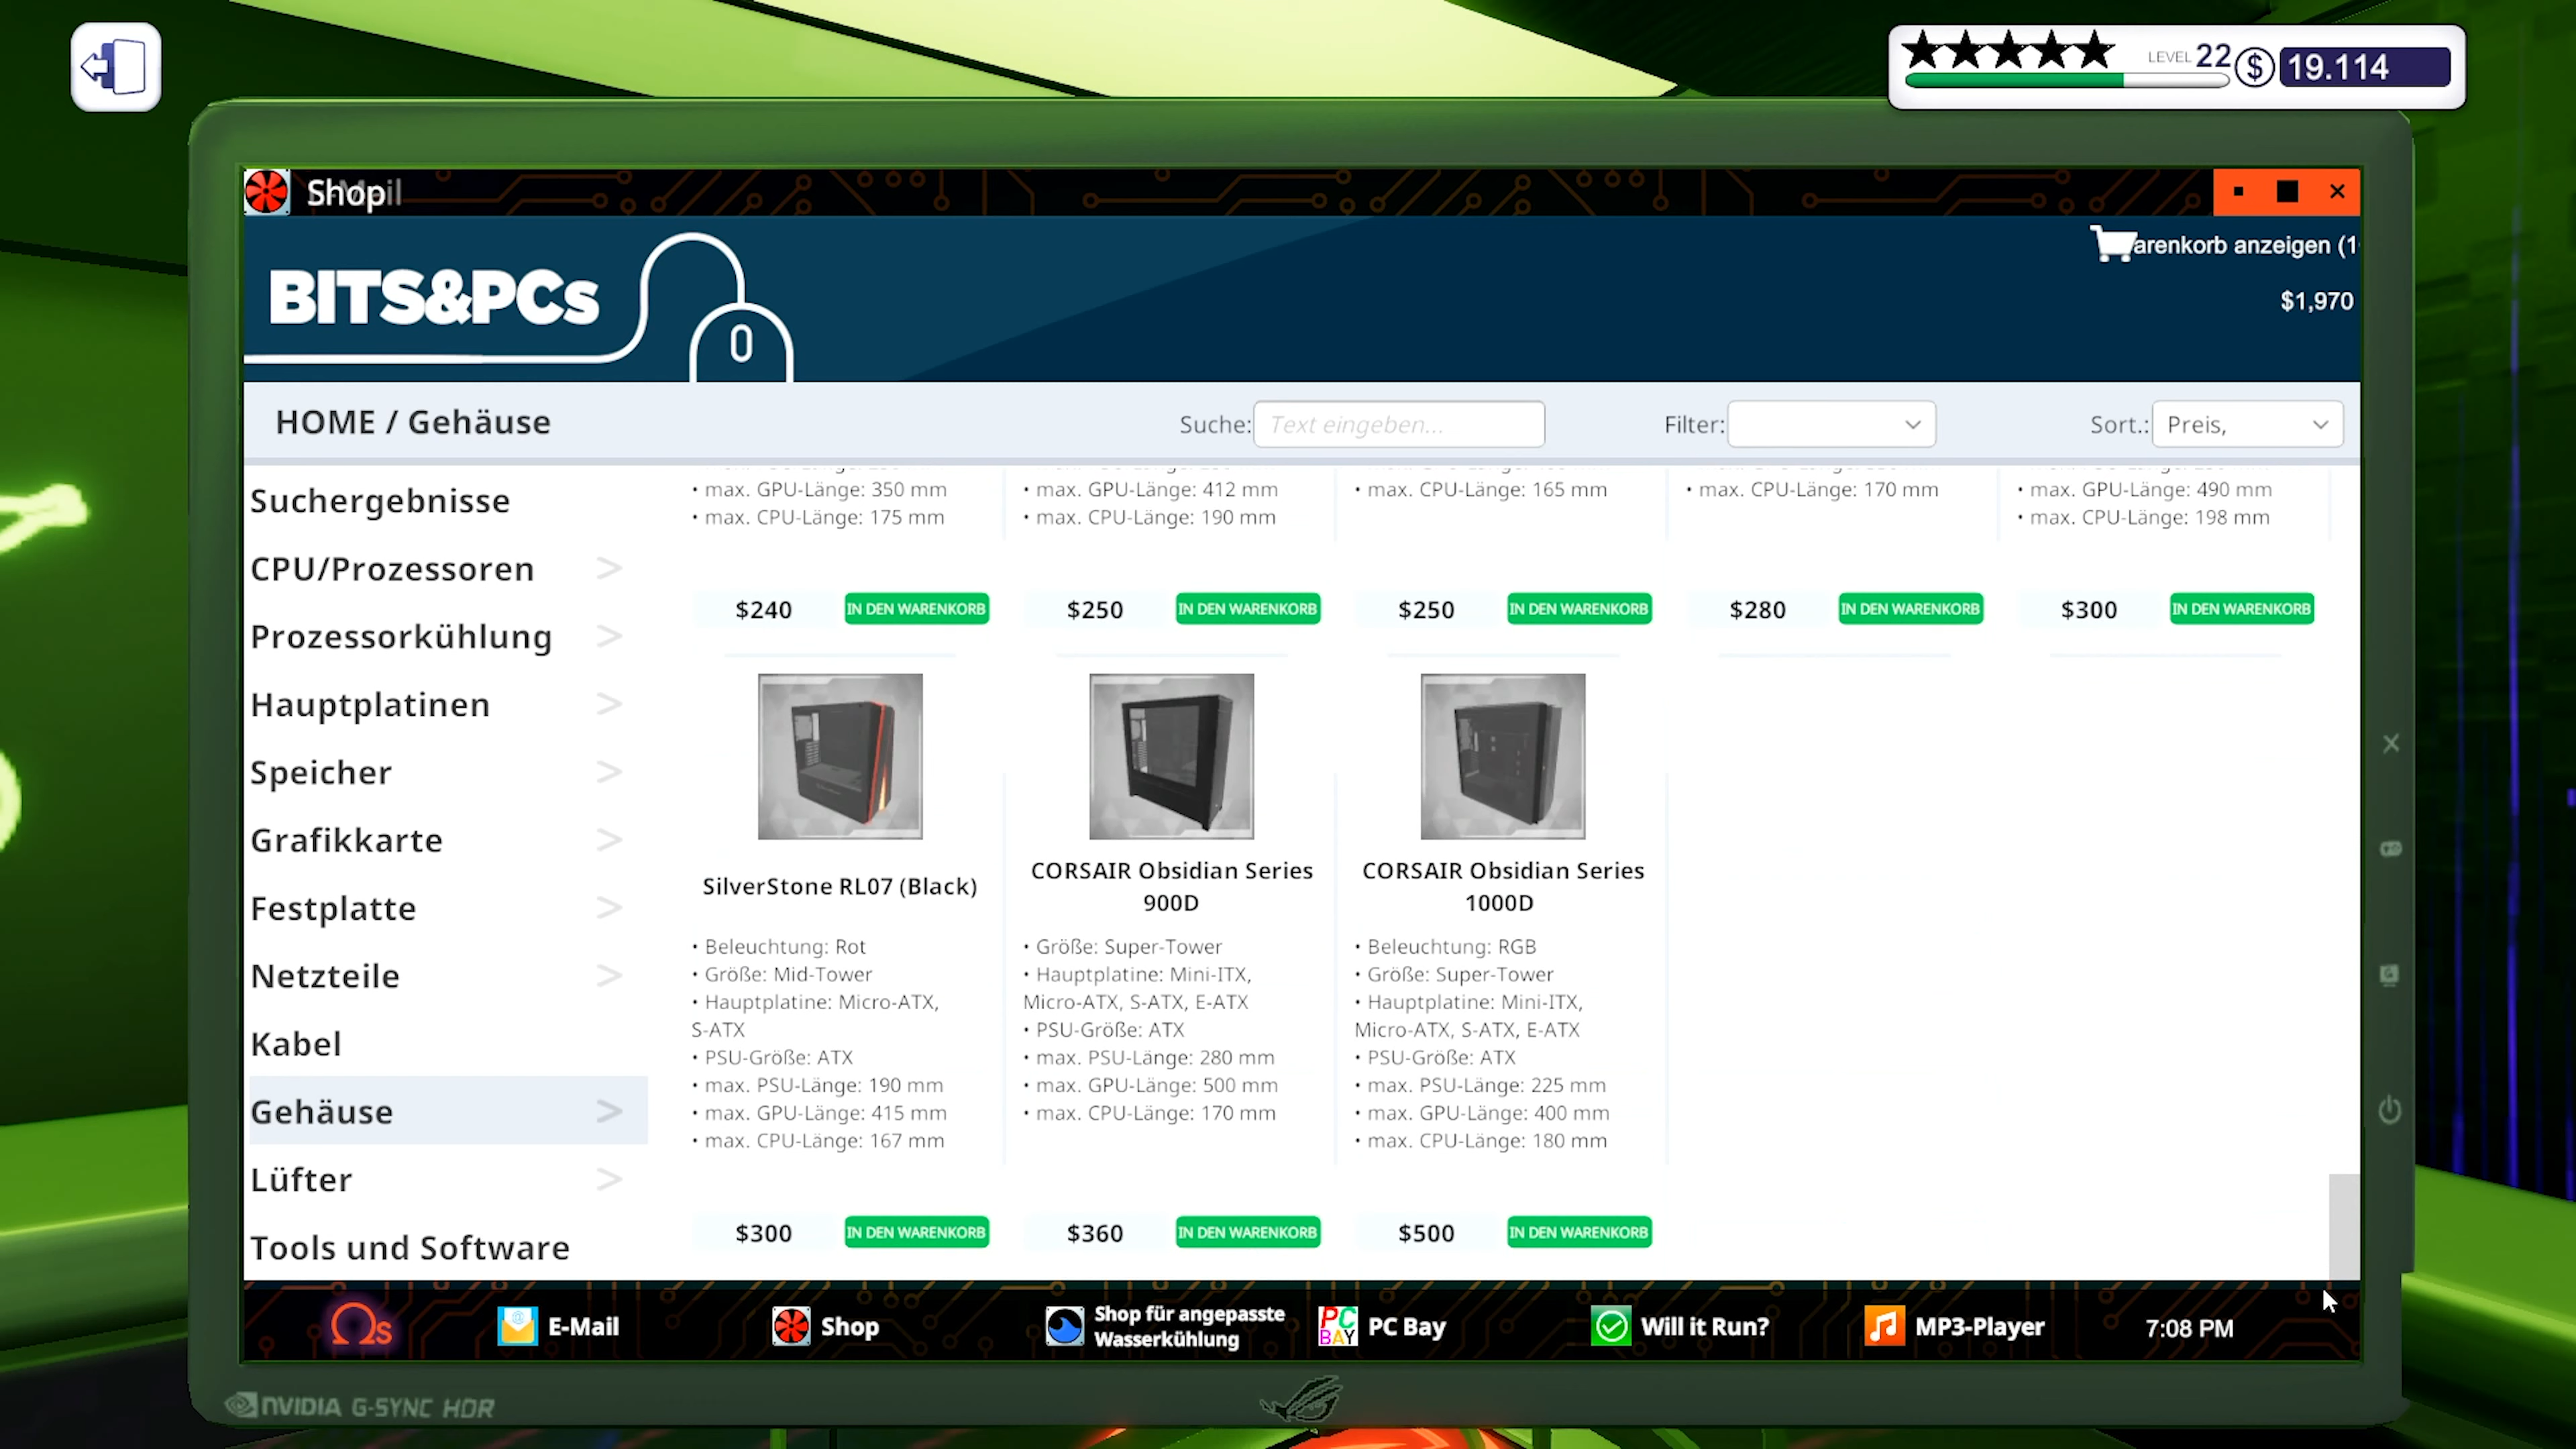 LEVEL 22 $ 19.114
Shop
Warenkorb anzeigen (1
BITS&PCs
$1,970
HOME / Gehäuse
Suche: Text eingeben...
Filter:
Sort.: Preis,
Suchergebnisse
CPU/Prozessoren >
Prozessorkühlung >
Hauptplatinen >
Speicher >
Grafikkarte >
Festplatte >
Netzteile >
Kabel
Gehäuse >
Lüfter >
Tools und Software
• max. GPU-Länge: 350 mm
• max. CPU-Länge: 175 mm
$240 IN DEN WARENKORB
• max. GPU-Länge: 412 mm
• max. CPU-Länge: 190 mm
$250 IN DEN WARENKORB
• max. CPU-Länge: 165 mm
$250 IN DEN WARENKORB
• max. CPU-Länge: 170 mm
$280 IN DEN WARENKORB
• max. GPU-Länge: 490 mm
• max. CPU-Länge: 198 mm
$300 IN DEN WARENKORB
SilverStone RL07 (Black)
• Beleuchtung: Rot
• Größe: Mid-Tower
• Hauptplatine: Micro-ATX,
S-ATX
• PSU-Größe: ATX
• max. PSU-Länge: 190 mm
• max. GPU-Länge: 415 mm
• max. CPU-Länge: 167 mm
$300 IN DEN WARENKORB
CORSAIR Obsidian Series
900D
• Größe: Super-Tower
• Hauptplatine: Mini-ITX,
Micro-ATX, S-ATX, E-ATX
• PSU-Größe: ATX
• max. PSU-Länge: 280 mm
• max. GPU-Länge: 500 mm
• max. CPU-Länge: 170 mm
$360 IN DEN WARENKORB
CORSAIR Obsidian Series
1000D
• Beleuchtung: RGB
• Größe: Super-Tower
• Hauptplatine: Mini-ITX,
Micro-ATX, S-ATX, E-ATX
• PSU-Größe: ATX
• max. PSU-Länge: 225 mm
• max. GPU-Länge: 400 mm
• max. CPU-Länge: 180 mm
$500 IN DEN WARENKORB
Ωs
E-Mail
Shop
Shop für angepasste
Wasserkühlung
PC
BAY
PC Bay
Will it Run?
MP3-Player
7:08 PM
NVIDIA G-SYNC HDR